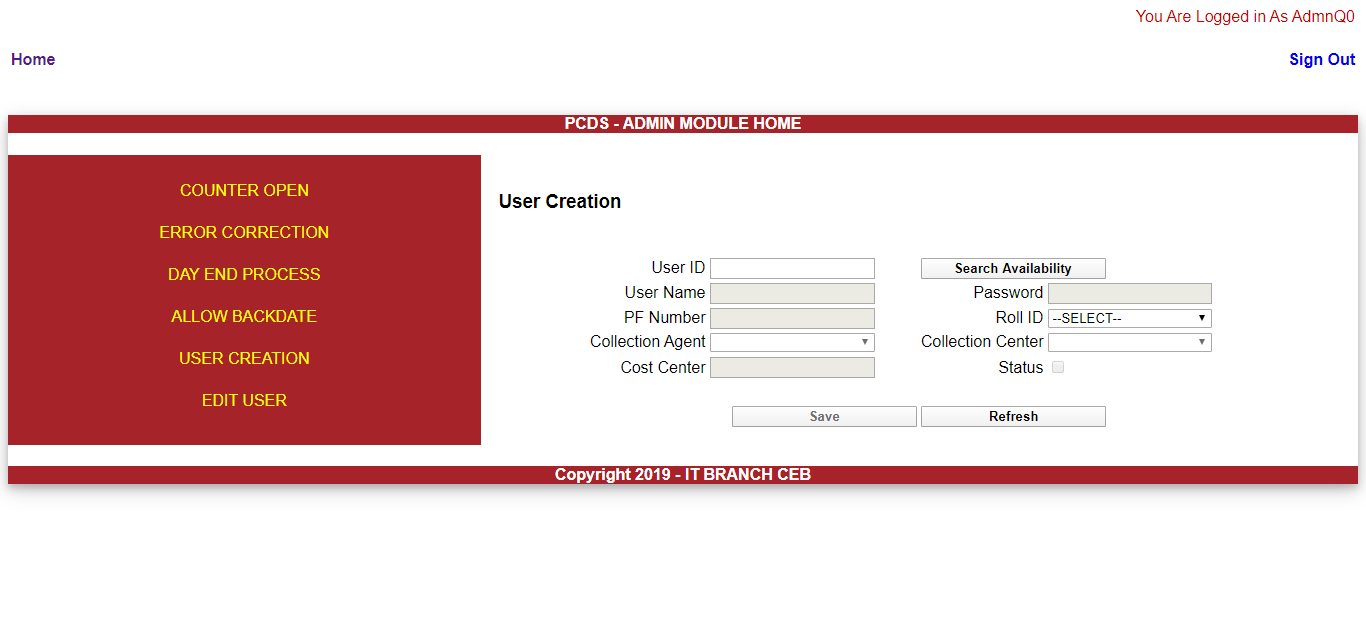 You Are Logged in As AdmnQ0
Home Sign Out
PCDS - ADMIN MODULE HOME
COUNTER OPEN
ERROR CORRECTION
DAY END PROCESS
ALLOW BACKDATE
USER CREATION
EDIT USER
User Creation
User ID Search Availability
User Name Password
PF Number Roll ID --SELECT--
Collection Agent Collection Center
Cost Center Status
Save Refresh
Copyright 2019 - IT BRANCH CEB